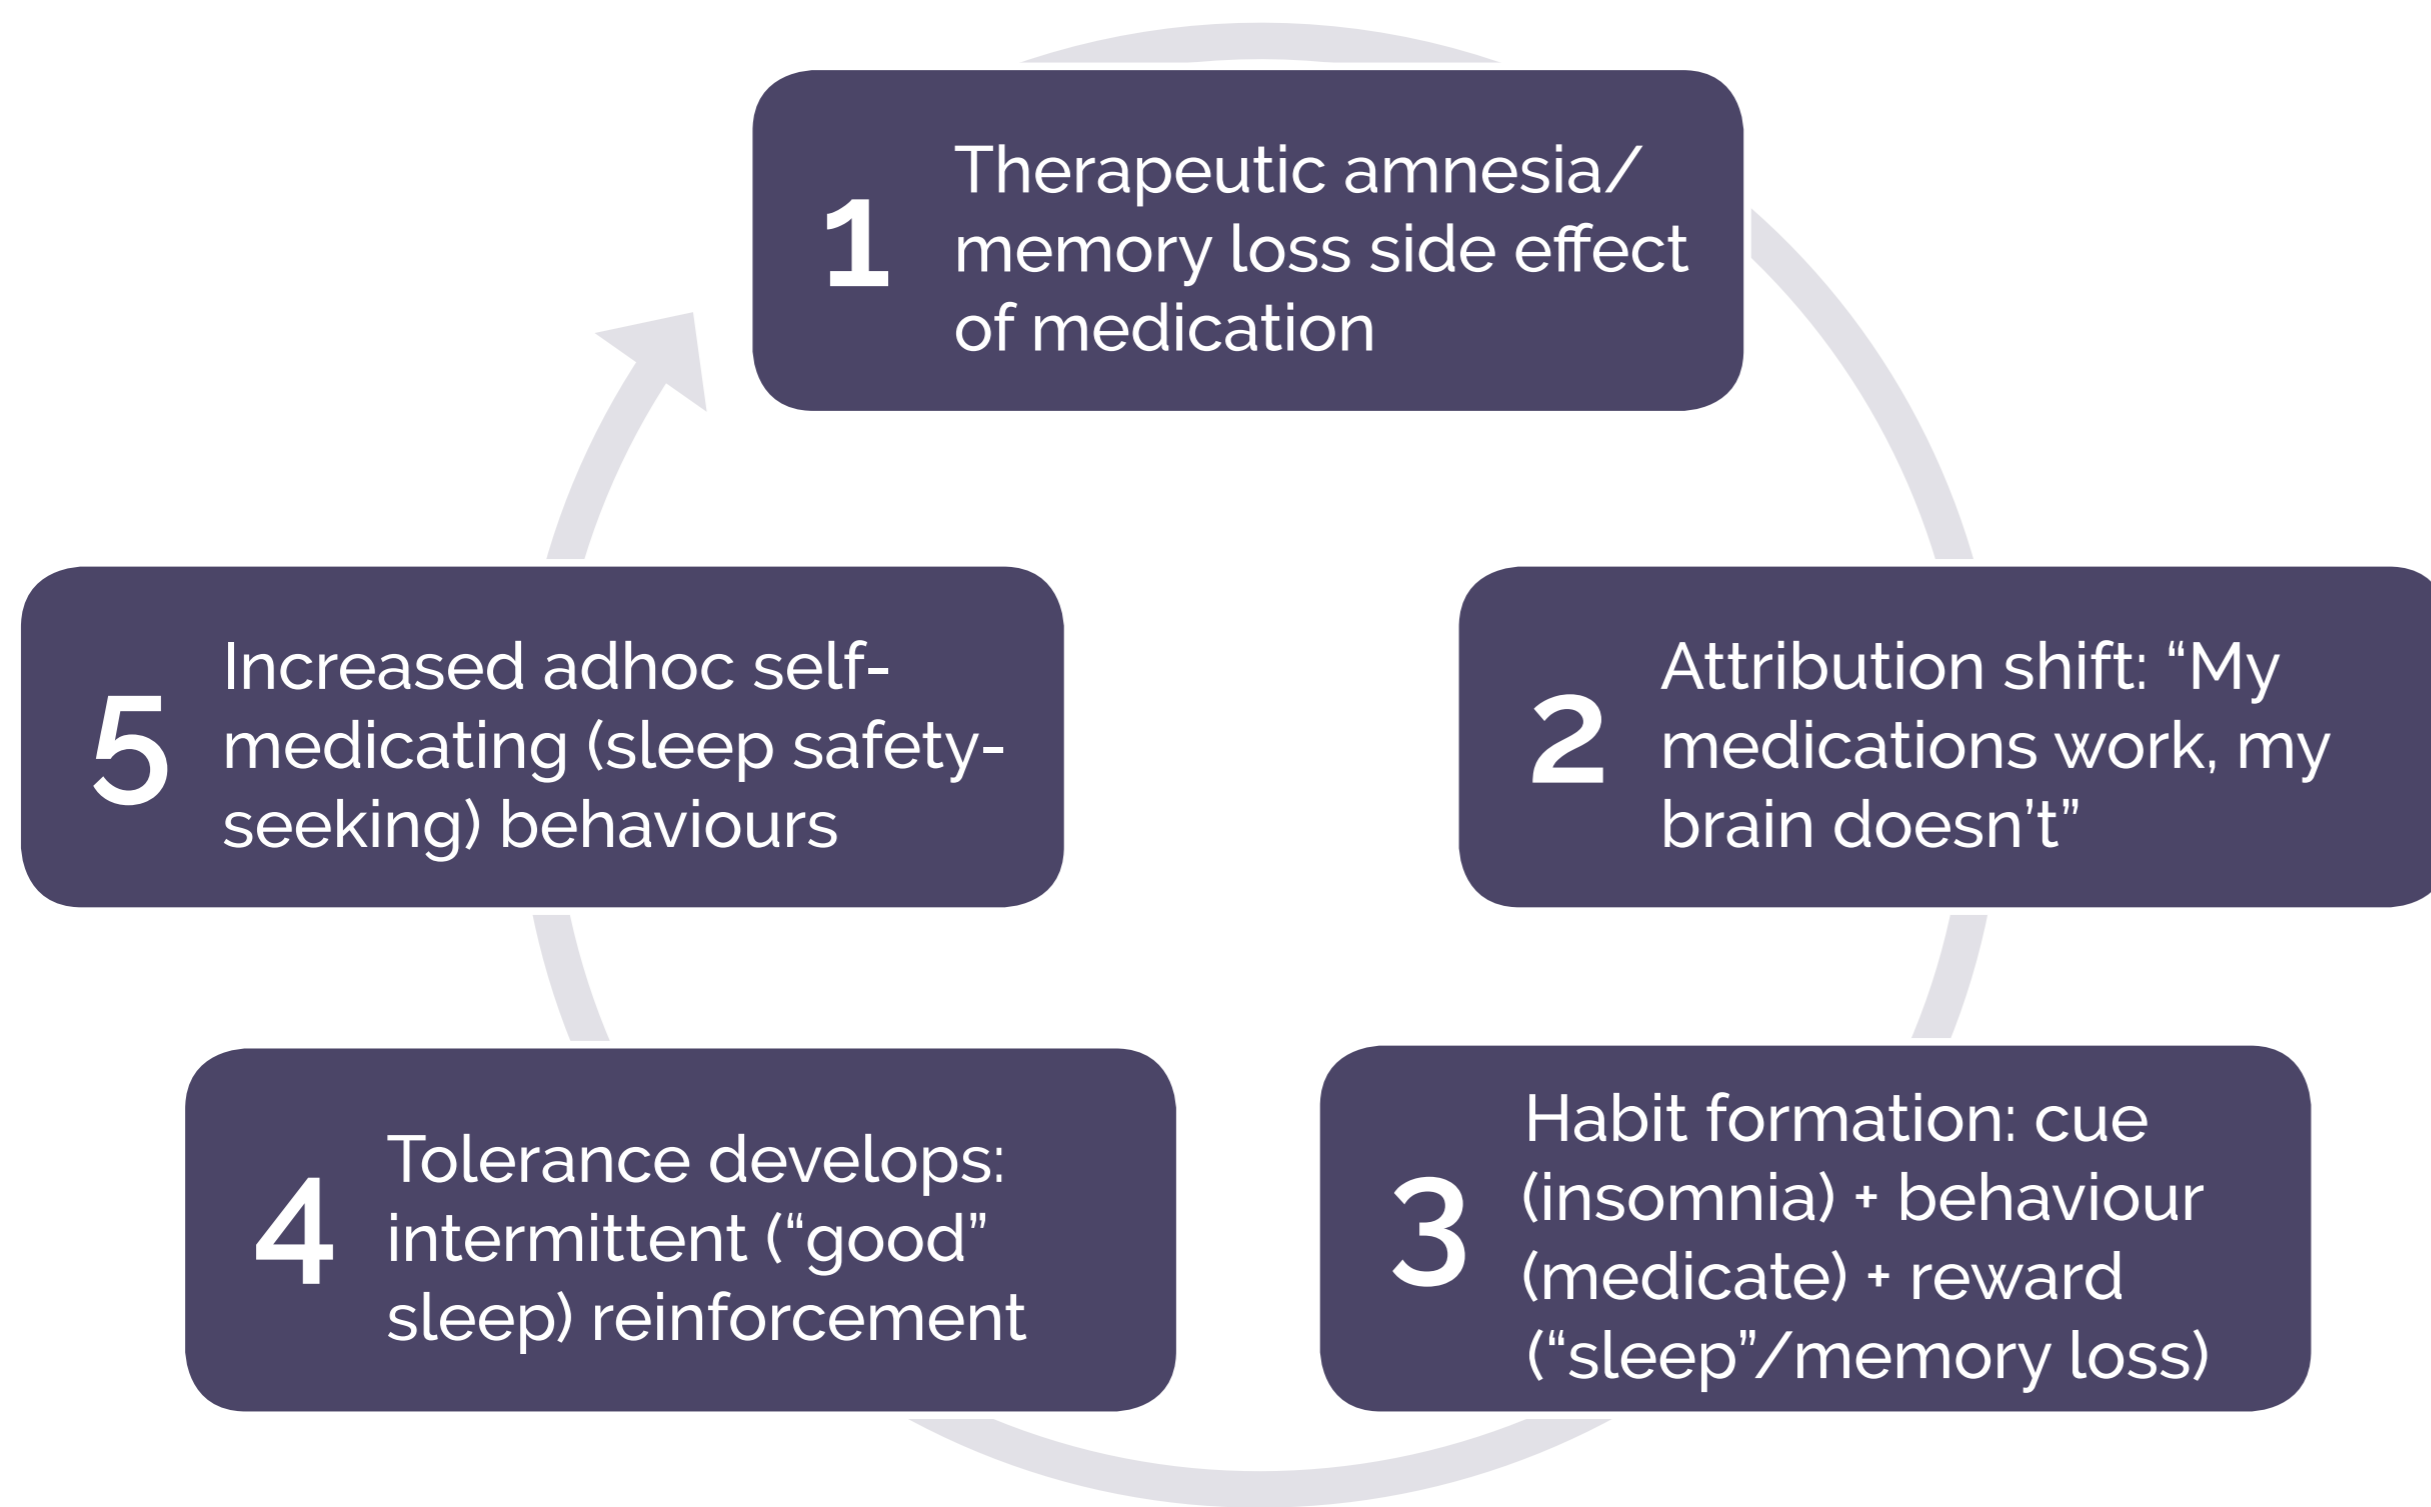 1
Therapeutic amnesia/
memory loss side effect
of medication
2
Attribution shift: “My
medications work, my
brain doesn’t”
3
Habit formation: cue
(insomnia) + behaviour
(medicate) + reward
(“sleep”/memory loss)
4
Tolerance develops:
intermittent (“good”
sleep) reinforcement
5
Increased adhoc self-
medicating (sleep safety-
seeking) behaviours